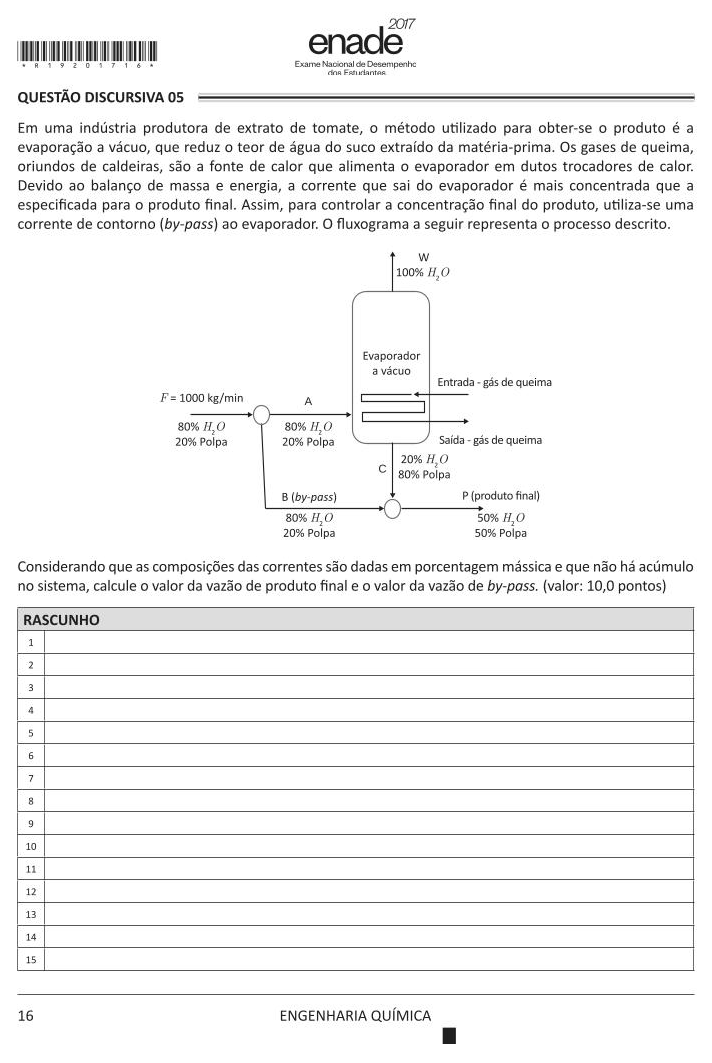 2017
enade
Exame Nacional de Desempenho
dos Estudantes
* R 1 9 2 0 1 7 1 6 *
QUESTÃO DISCURSIVA 05
Em uma indústria produtora de extrato de tomate, o método utilizado para obter-se o produto é a
evaporação a vácuo, que reduz o teor de água do suco extraído da matéria-prima. Os gases de queima,
oriundos de caldeiras, são a fonte de calor que alimenta o evaporador em dutos trocadores de calor.
Devido ao balanço de massa e energia, a corrente que sai do evaporador é mais concentrada que a
especificada para o produto final. Assim, para controlar a concentração final do produto, utiliza-se uma
corrente de contorno (by-pass) ao evaporador. O fluxograma a seguir representa o processo descrito.
W
100% H₂O
Evaporador
a vácuo
Entrada - gás de queima
F = 1000 kg/min
A
80% H₂O
20% Polpa
80% H₂O
20% Polpa
Saída - gás de queima
C
20% H₂O
80% Polpa
B (by-pass)
P (produto final)
80% H₂O
20% Polpa
50% H₂O
50% Polpa
Considerando que as composições das correntes são dadas em porcentagem mássica e que não há acúmulo
no sistema, calcule o valor da vazão de produto final e o valor da vazão de by-pass. (valor: 10,0 pontos)
RASCUNHO
1
2
3
4
5
6
7
8
9
10
11
12
13
14
15
16
ENGENHARIA QUÍMICA